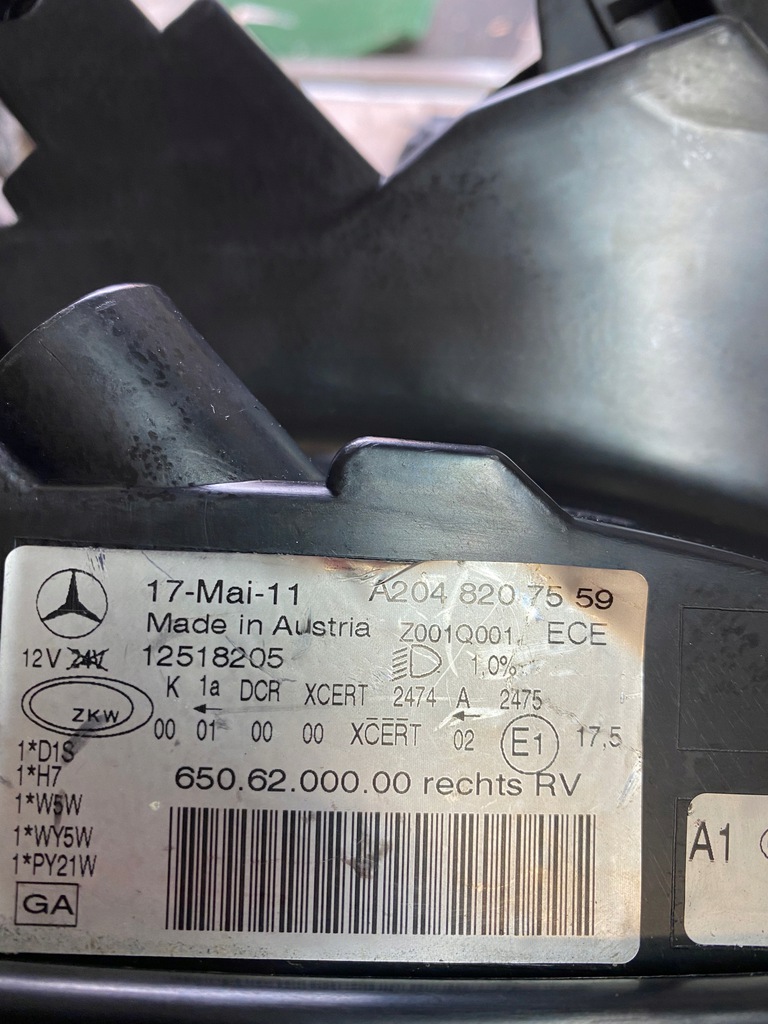 17-Mai-11 A204 820 75 59
Made in Austria Z001Q001 ECE
12V 24V 12518205 1,0%
K 1a DCR XCERT 2474 A 2475
ZKW 00 01 00 00 XCERT 02 E1 17,5
1*D1S
1*H7
650.62.000.00 rechts RV
1*W5W
1*WY5W
1*PY21W
GA
A1